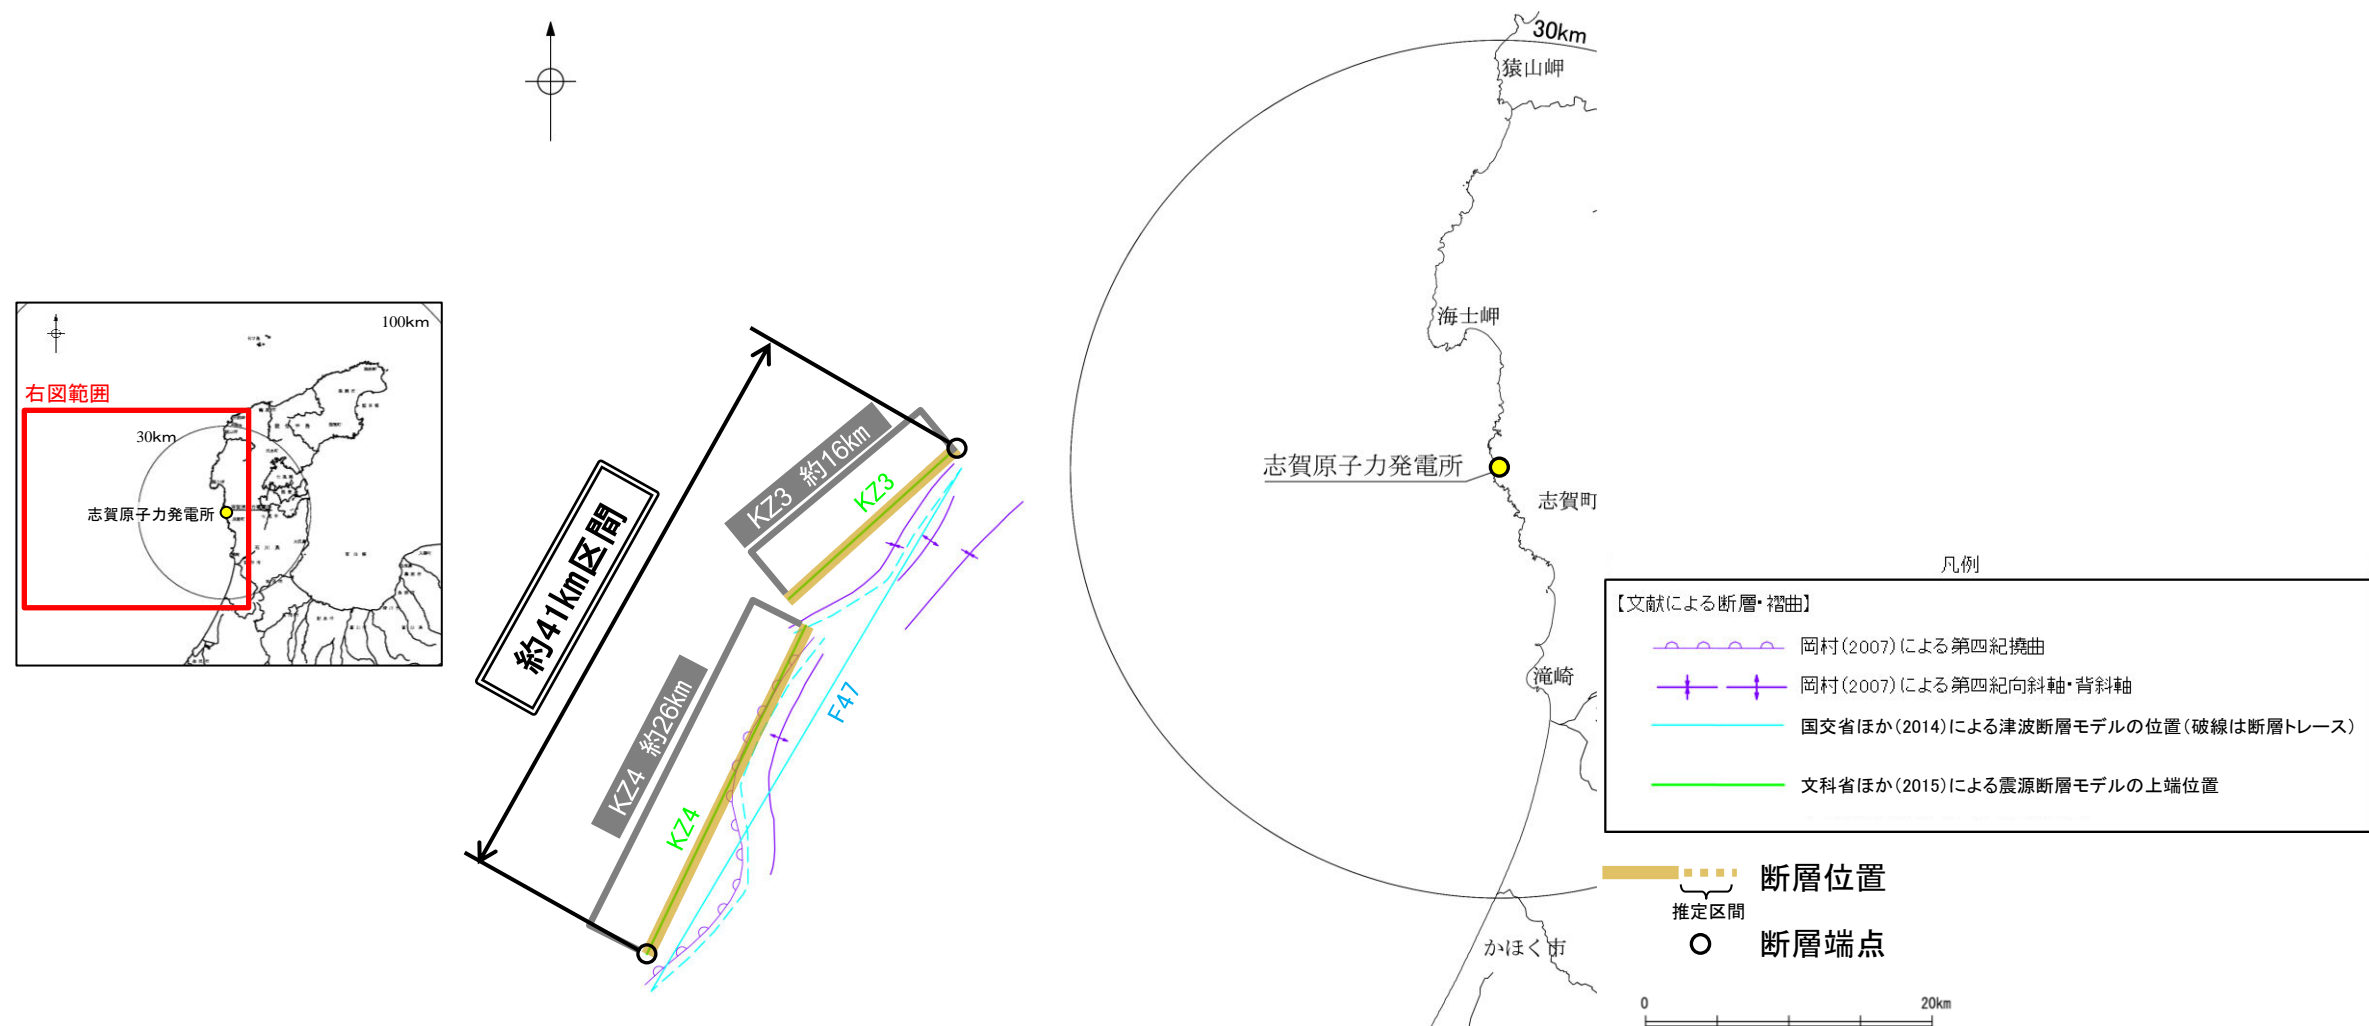 100km
右図範囲
30km
志賀原子力発電所
約41km区間
KZ3 約16km
KZ3
KZ4 約26km
KZ4
F47
30km
猿山岬
海士岬
志賀原子力発電所
志賀町
滝崎
かほく市
凡例
【文献による断層・褶曲】
岡村(2007)による第四紀撓曲
岡村(2007)による第四紀向斜軸・背斜軸
国交省ほか(2014)による津波断層モデルの位置(破線は断層トレース)
文科省ほか(2015)による震源断層モデルの上端位置
断層位置
推定区間
断層端点
0 20km